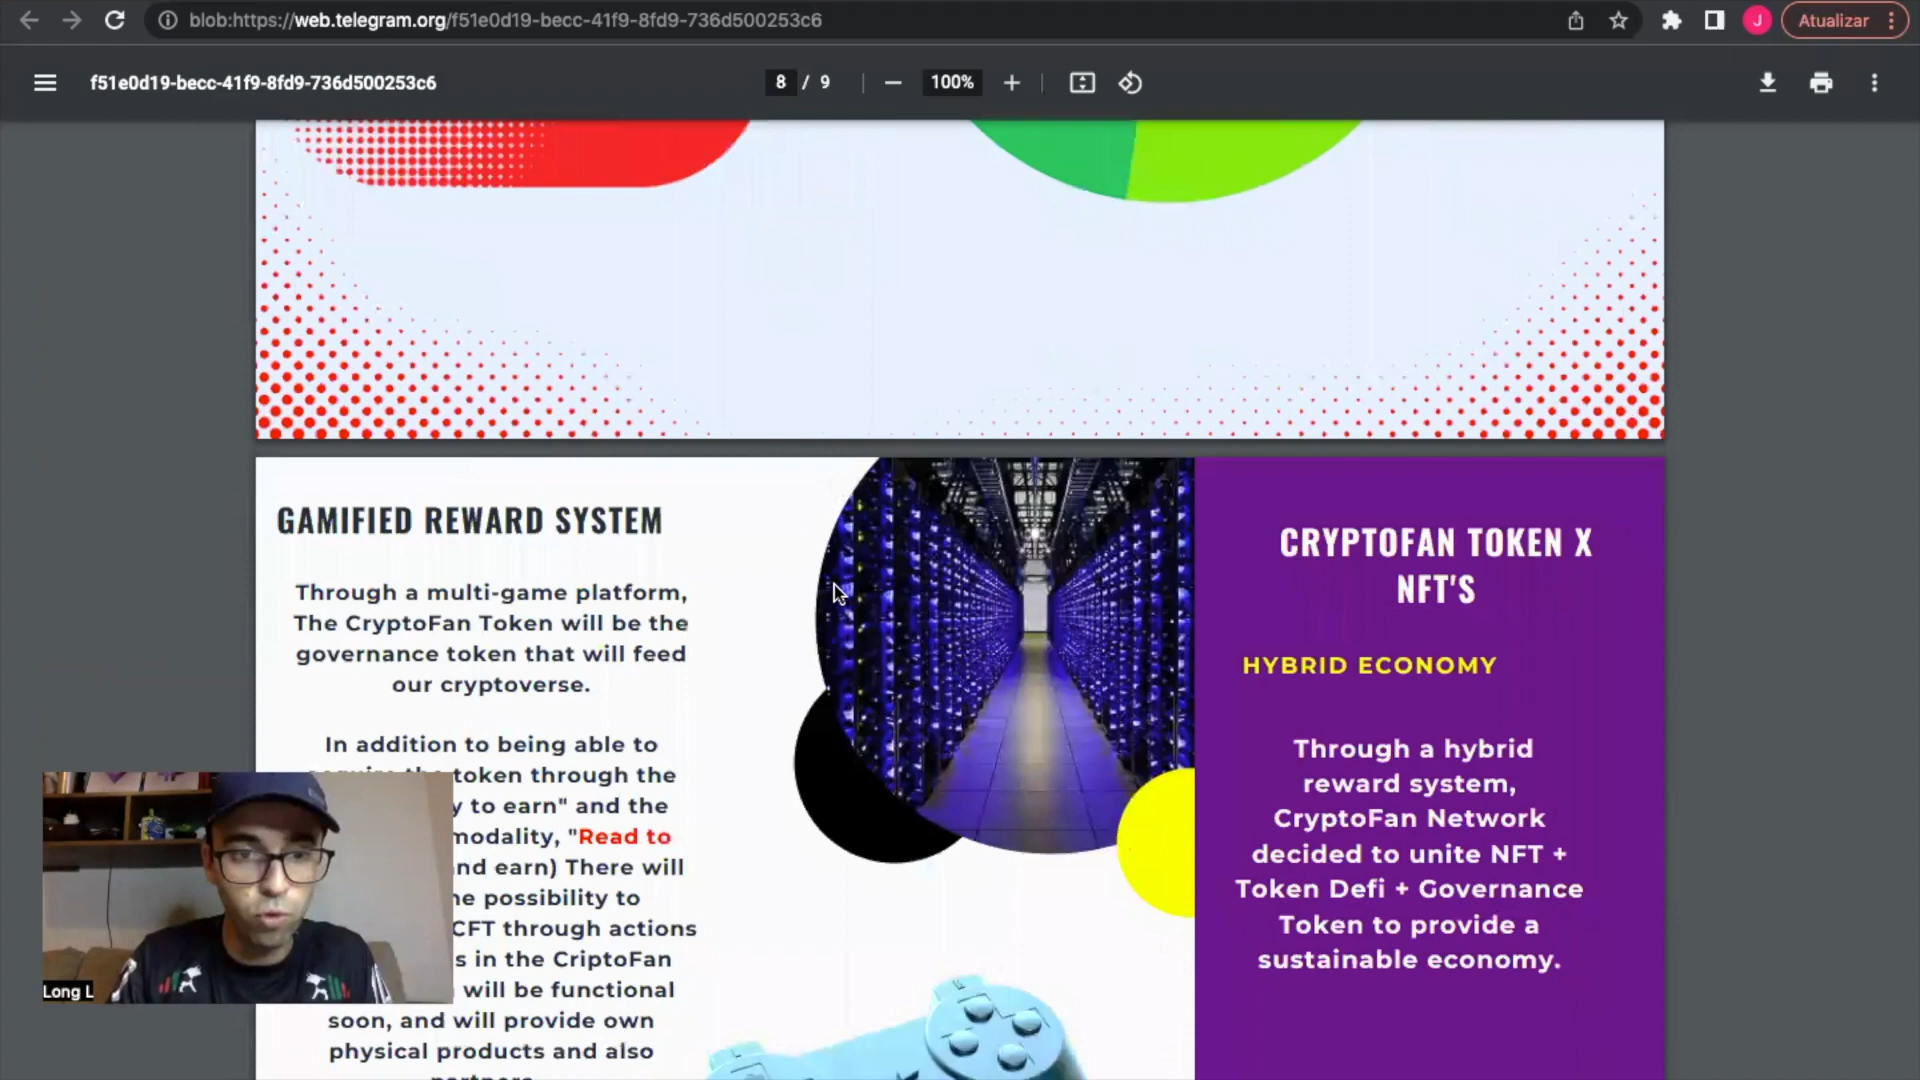 blob:https://web.telegram.org/f51e0d19-becc-41f9-8fd9-736d500253c6
J
Atualizar
f51e0d19-becc-41f9-8fd9-736d500253c6
8 / 9
100%
GAMIFIED REWARD SYSTEM
Through a multi-game platform,
The CryptoFan Token will be the
governance token that will feed
our cryptoverse.
In addition to being able to
token through the
y to earn" and the
modality, "Read to
nd earn) There will
possibility to
CFT through actions
s in the CriptoFan
will be functional
soon, and will provide own
physical products and also
CRYPTOFAN TOKEN X
NFT'S
HYBRID ECONOMY
Through a hybrid
reward system,
CryptoFan Network
decided to unite NFT +
Token Defi + Governance
Token to provide a
sustainable economy.
Long L